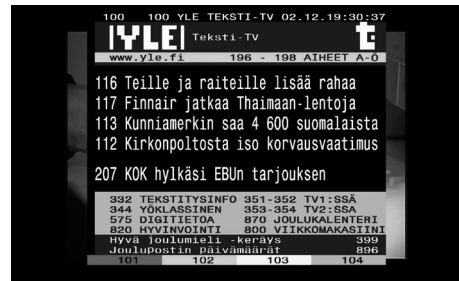 100 100 YLE TEKSTI-TV 02.12.19:30:37
YLE Teksti-TV t:
www.yle.fi 196 - 198 AIHEET A-Ö
116 Teille ja raiteille lisää rahaa
117 Finnair jatkaa Thaimaan-lentoja
113 Kunniamerkin saa 4 600 suomalaista
112 Kirkonpoltosta iso korvausvaatimus
207 KOK hylkäsi EBUn tarjouksen
332 TEKSTITYSINFO 351-352 TV1:SSÄ
344 YÖKLASSINEN 353-354 TV2:SSA
575 DIGITIETOA 870 JOULUKALENTERI
820 HYVINVOINTI 800 VIIKKOMAKASIINI
Hyvä joulumieli -keräys 399
Joulupostin päivämäärät 896
101 102 103 104